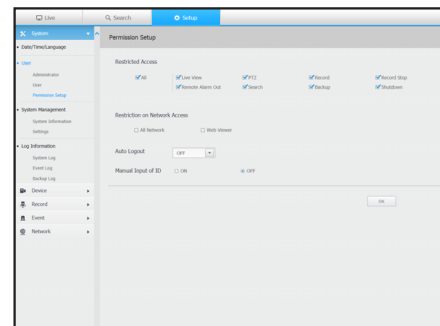 Live
Search
Setup
System
Date/Time/Language
User
Administrator
User
Permission Setup
System Management
System Information
Settings
Log Information
System Log
Event Log
Backup Log
Device
Record
Event
Network
Permission Setup
Restricted Access
All Live View PTZ Record Record Stop
Remote Alarm Out Search Backup Shutdown
Restriction on Network Access
All Network Web Viewer
Auto Logout OFF
Manual Input of ID ON OFF
OK